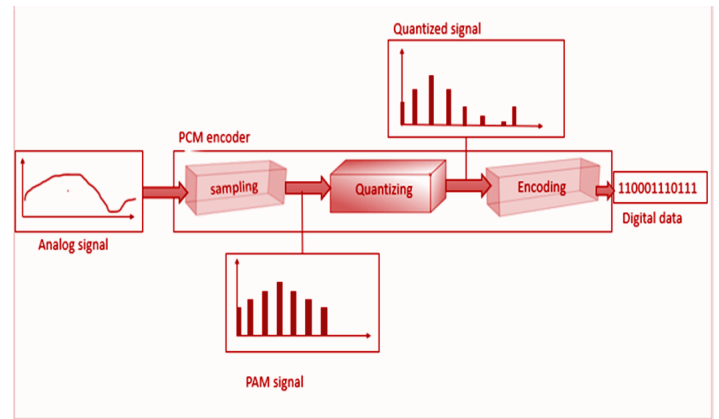 Quantized signal
PCM encoder
sampling
Quantizing
Encoding
110001110111
Digital data
Analog signal
PAM signal